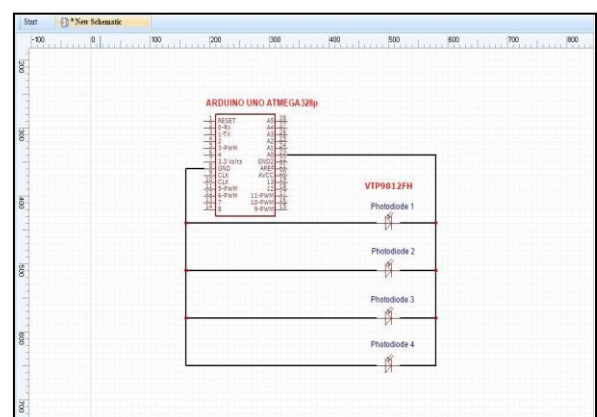 Start *New Schematic
-100 0 100 200 300 400 500 600 700 800
200
300
400
500
600
700
ARDUINO UNO ATMEGA328p
RESET A5
0-RX A4
1-TX A3
2 A2
3-PWM A1
4 A0
3.3 Volts GND2
GND AREF
CLK AVCC
CLK 13
5-PWM 12
6-PWM 11-PWM
7 10-PWM
8 9-PWM
VTP9812FH
Photodiode 1
Photodiode 2
Photodiode 3
Photodiode 4